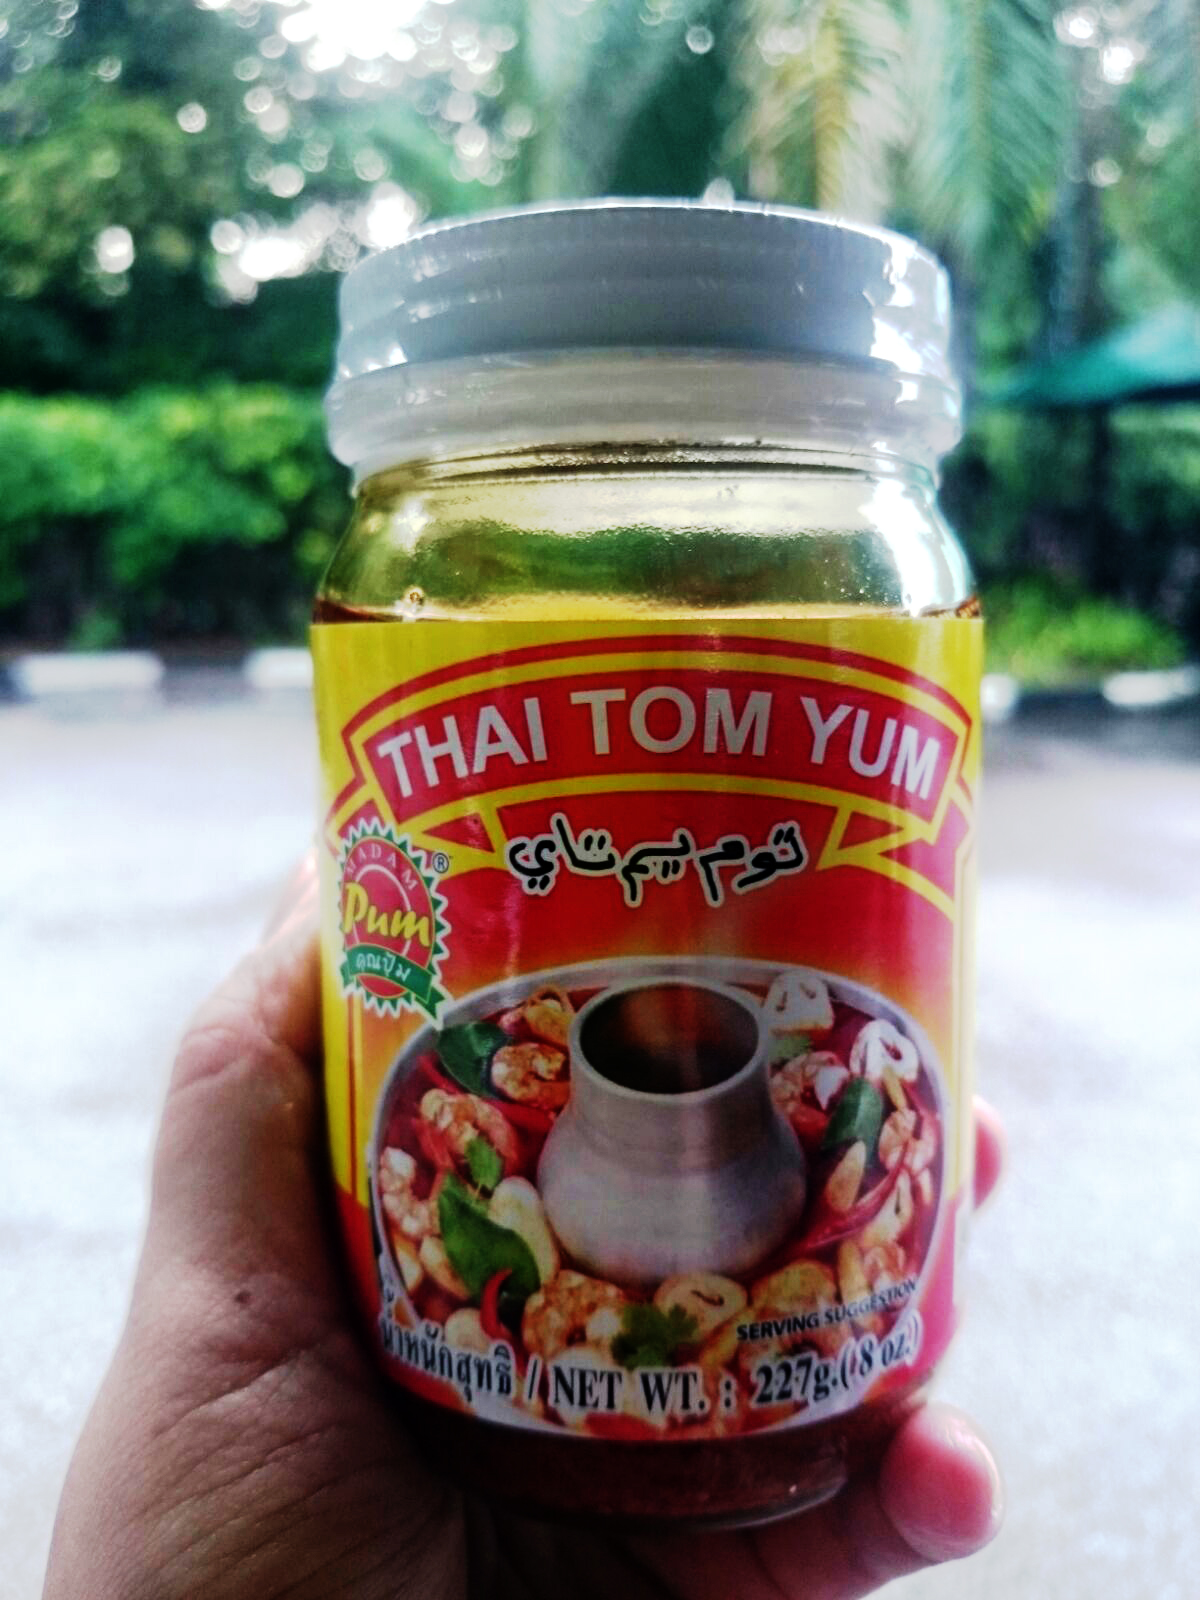 THAI TOM YUM
توم يم تاي
MADAM
Pum
คุณปุ้ม
®
SERVING SUGGESTION
น้ำหนักสุทธิ / NET WT. : 227g.( 8 oz.)